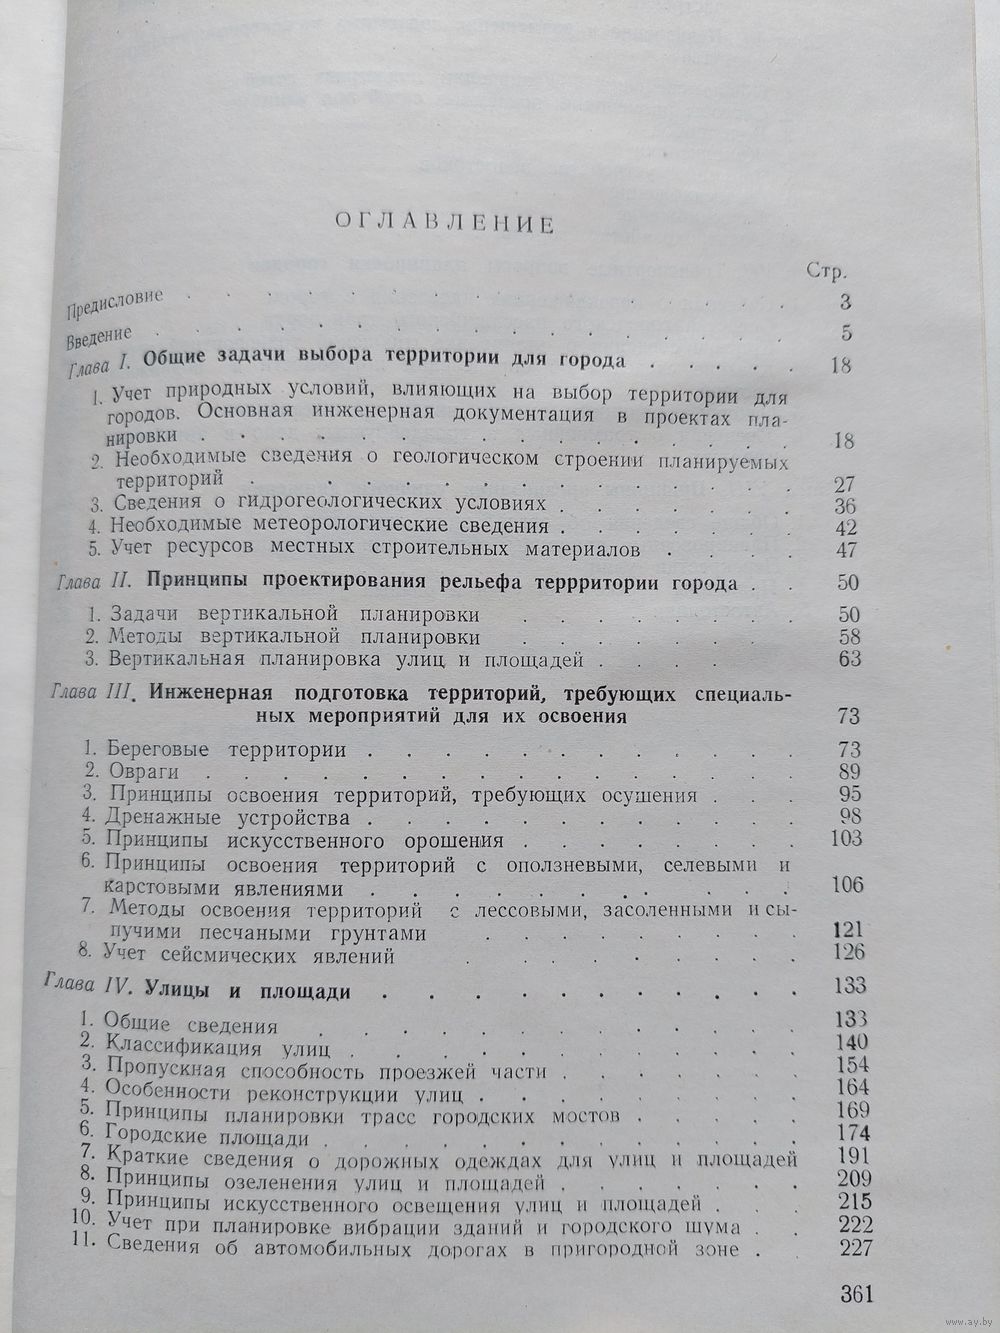 ОГЛАВЛЕНИЕ
Стр.
Предисловие . . . . . . . . . . . . . . 3
Введение . . . . . . . . . . . . . . 5
Глава I. Общие задачи выбора территории для города . . . . . 18
1. Учет природных условий, влияющих на выбор территории для
городов. Основная инженерная документация в проектах пла-
нировки . . . . . . . . . . . . . . 18
2. Необходимые сведения о геологическом строении планируемых
территорий . . . . . . . . . . . . . 27
3. Сведения о гидрогеологических условиях . . . . . . . 36
4. Необходимые метеорологические сведения . . . . . . . 42
5. Учет ресурсов местных строительных материалов . . . . 47
Глава II. Принципы проектирования рельефа террритории города . . 50
1. Задачи вертикальной планировки . . . . . . . 50
2. Методы вертикальной планировки . . . . . . . 58
3. Вертикальная планировка улиц и площадей . . . . 63
Глава III. Инженерная подготовка территорий, требующих специаль-
ных мероприятий для их освоения 73
1. Береговые территории . . . . . . . . . . . 73
2. Овраги . . . . . . . . . . . . . . . 89
3. Принципы освоения территорий, требующих осушения . . . 95
4. Дренажные устройства . . . . . . . . . . . 98
5. Принципы искусственного орошения . . . . . . . 103
6. Принципы освоения территорий с оползневыми, селевыми и
карстовыми явлениями . . . . . . . . . . . 106
7. Методы освоения территорий с лессовыми, засоленными и сы-
пучими песчаными грунтами . . . . . . . . 121
8. Учет сейсмических явлений . . . . . . . . . 126
Глава IV. Улицы и площади . . . . . . . . . . . 133
1. Общие сведения . . . . . . . . . . . . 133
2. Классификация улиц . . . . . . . . . . . 140
3. Пропускная способность проезжей части . . . . . . 154
4. Особенности реконструкции улиц . . . . . . . . 164
5. Принципы планировки трасс городских мостов . . . . . 169
6. Городские площади . . . . . . . . . . . . 174
7. Краткие сведения о дорожных одеждах для улиц и площадей 191
8. Принципы озеленения улиц и площадей . . . . . . 209
9. Принципы искусственного освещения улиц и площадей . . . 215
10. Учет при планировке вибрации зданий и городского шума . . 222
11. Сведения об автомобильных дорогах в пригородной зоне . . 227
361
www.ay.by